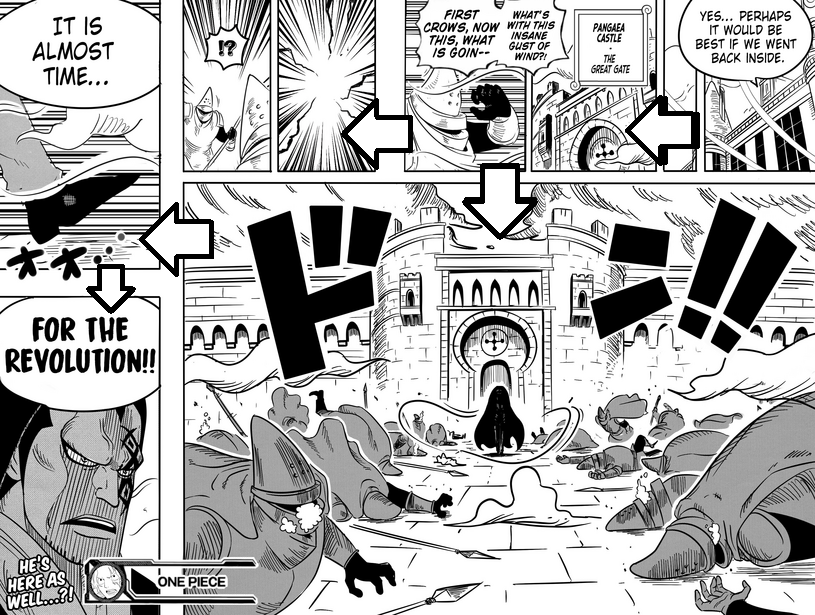 YES... PERHAPS
IT WOULD BE
BEST IF WE WENT
BACK INSIDE.
PANGAEA
CASTLE
-
THE
GREAT GATE
WHAT'S
WITH THIS
INSANE
GUST OF
WIND?!
FIRST
CROWS, NOW
THIS, WHAT
IS GOIN--
!?
ドン!!
IT IS
ALMOST
TIME...
FOR THE
REVOLUTION!!
HE'S
HERE AS
WELL...?!
ONE PIECE